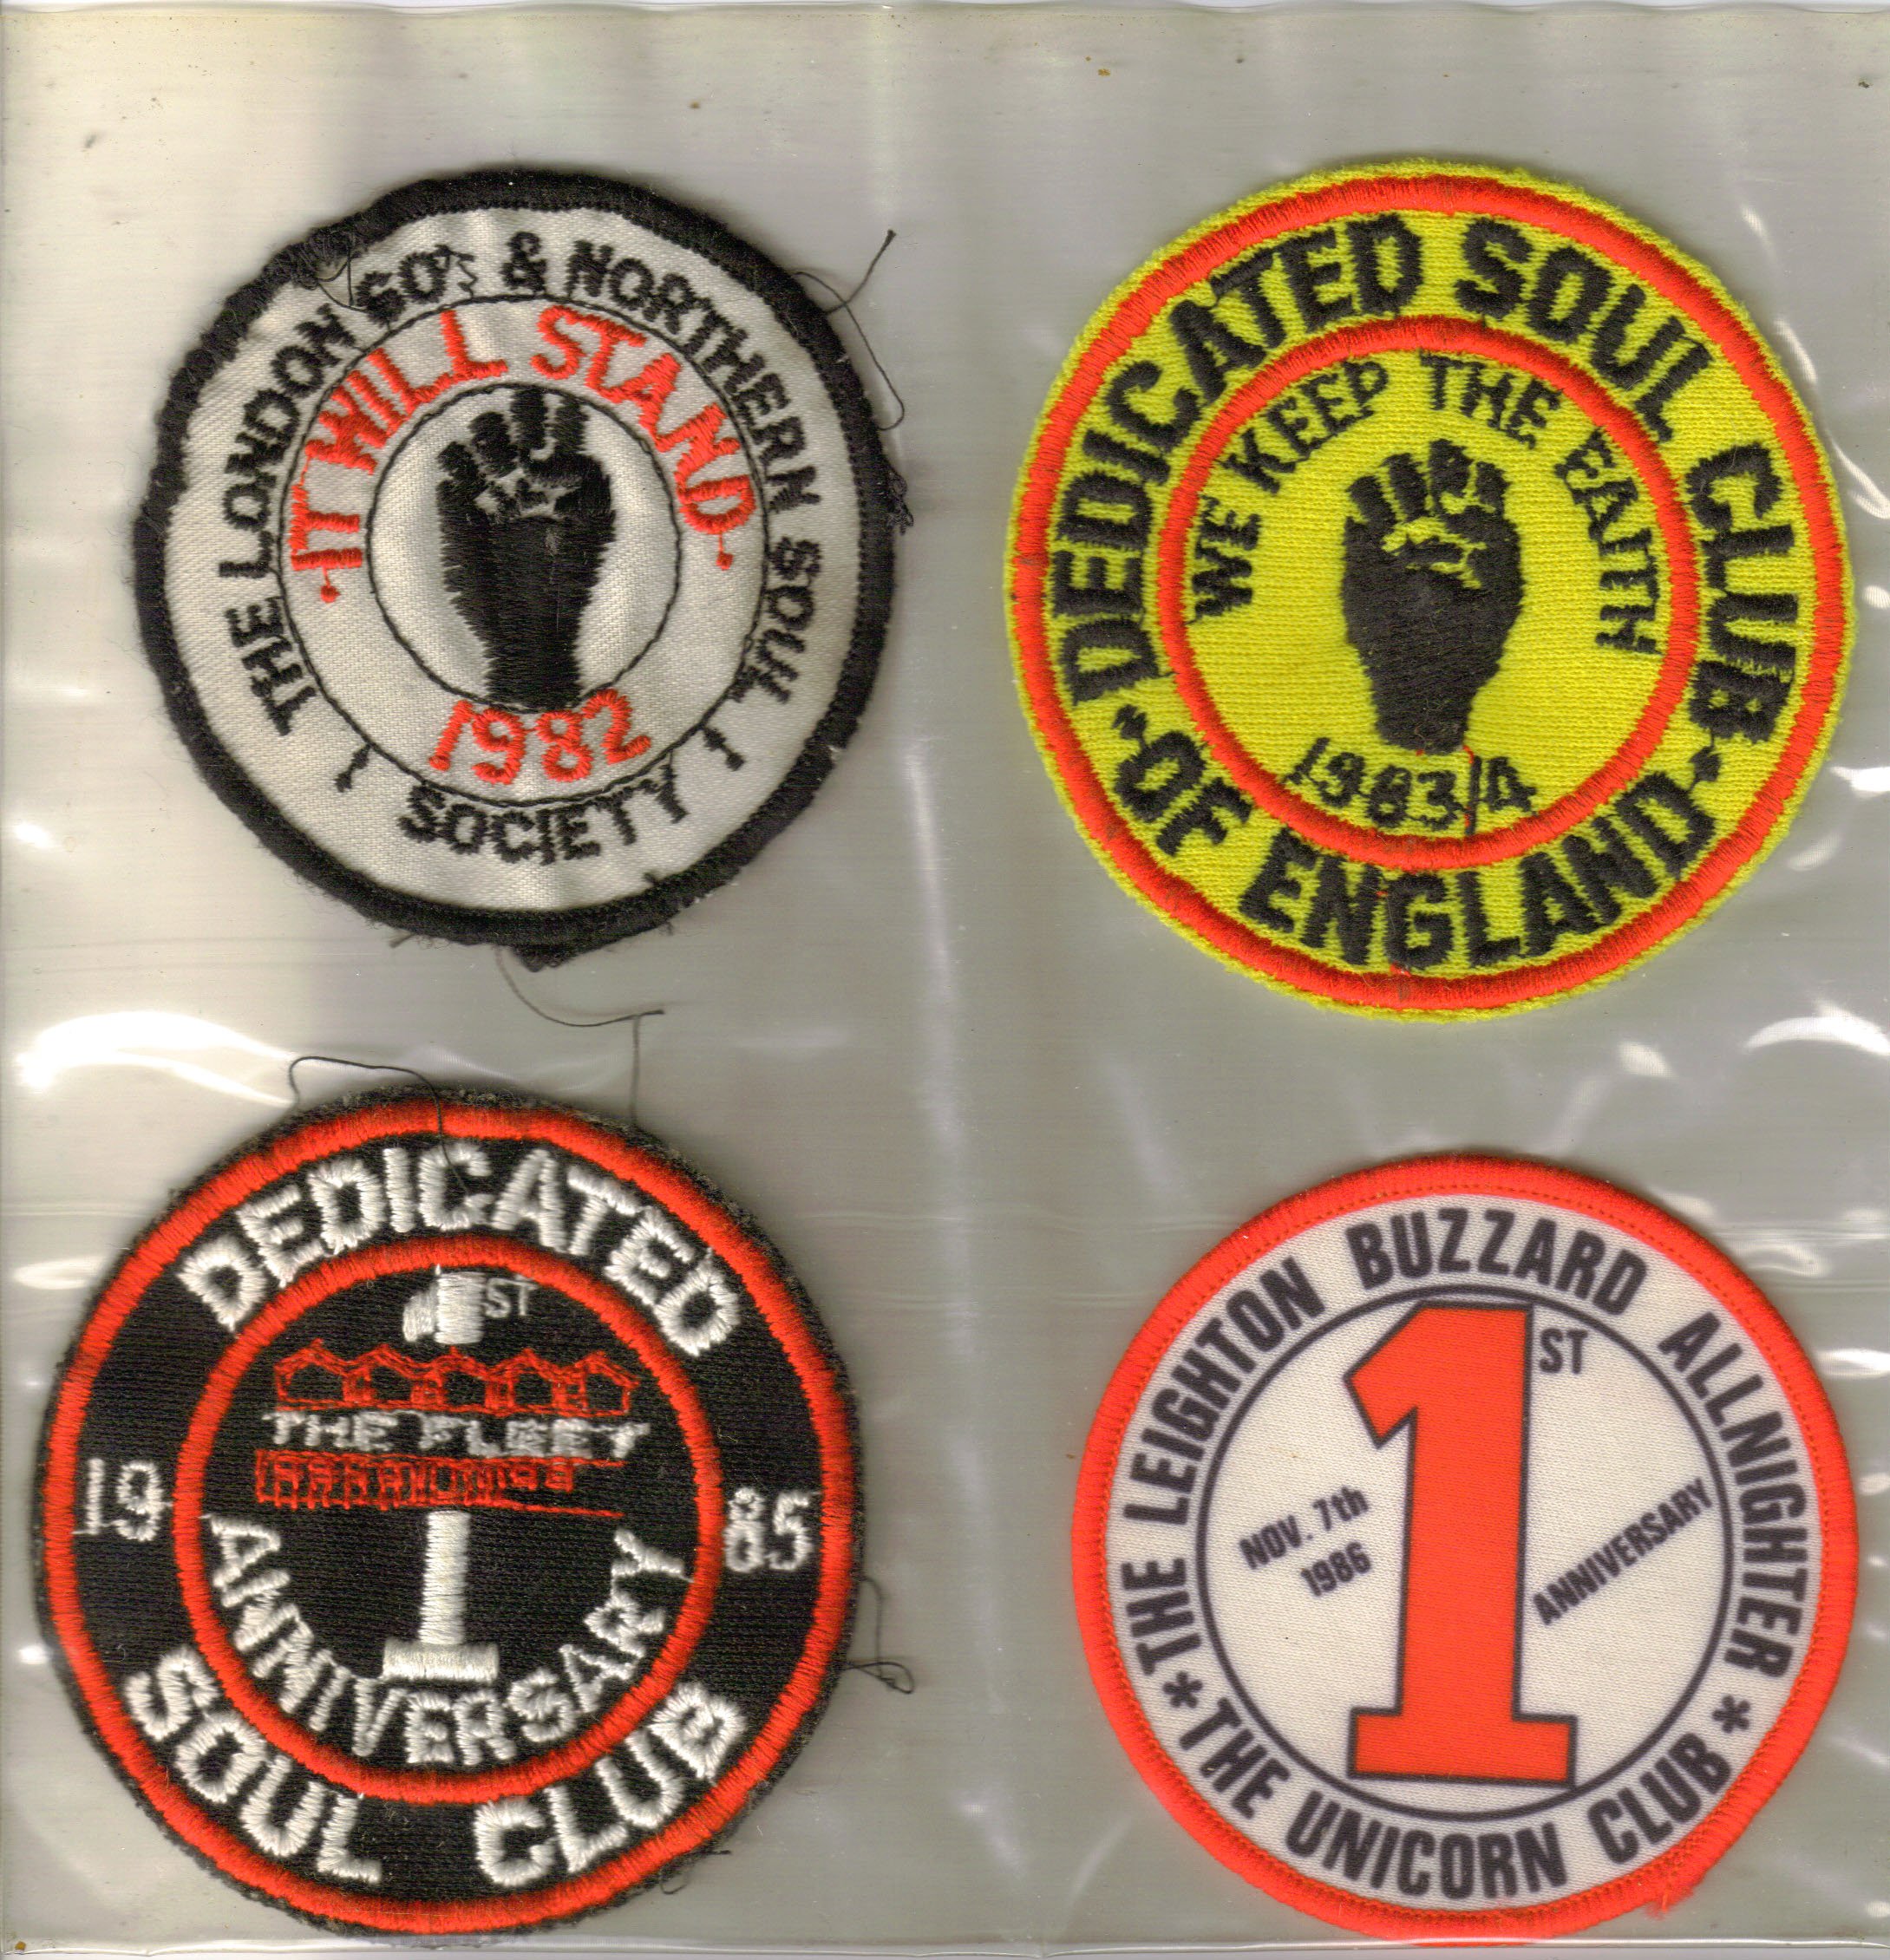 THE LONDON 60's & NORTHERN SOUL
SOCIETY
IT WILL STAND
1982
DEDICATED SOUL CLUB
OF ENGLAND
WE KEEP THE FAITH
1983/4
DEDICATED
SOUL CLUB
19 85
1ST
THE FLEET
ANNIVERSARY
THE LEIGHTON BUZZARD ALLNIGHTER
* THE UNICORN CLUB *
1ST
NOV. 7th
1986
ANNIVERSARY